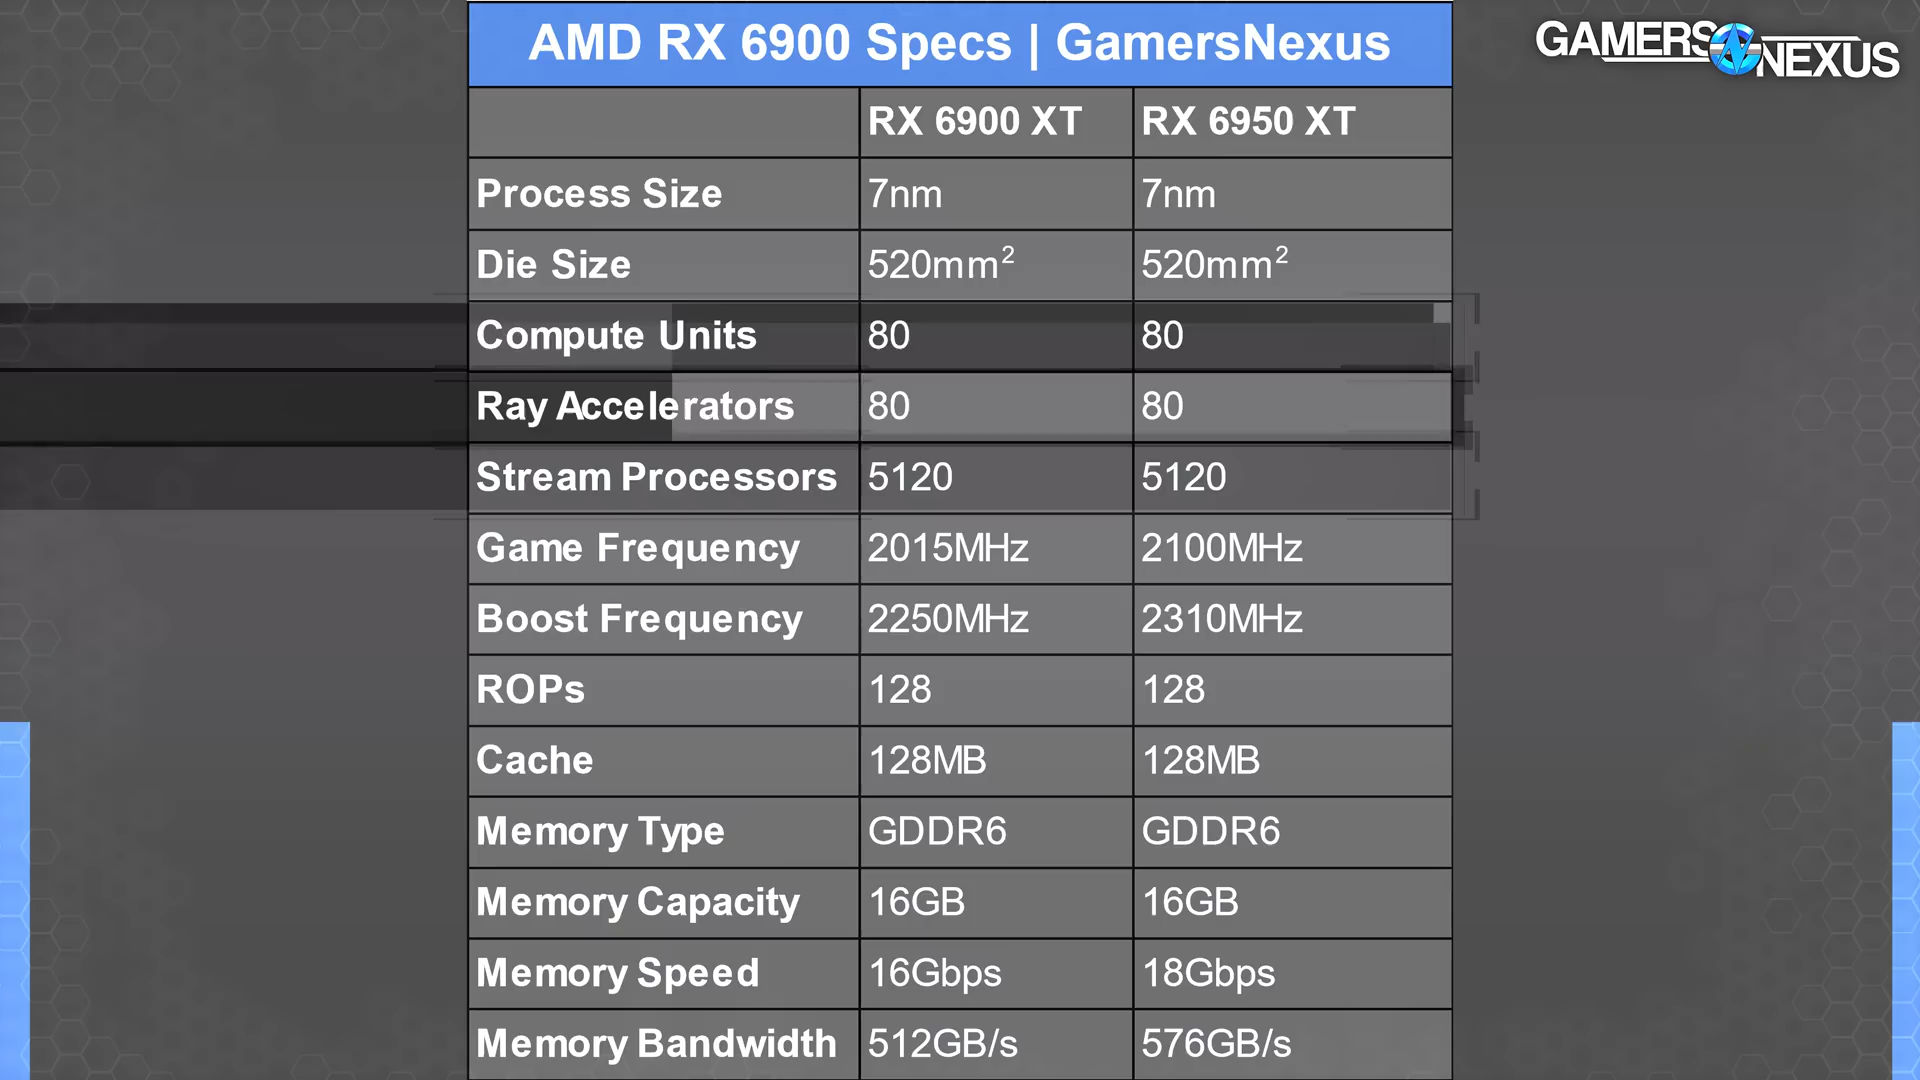 AMD RX 6900 Specs | GamersNexus
GAMERS NEXUS
RX 6900 XT RX 6950 XT
Process Size 7nm 7nm
Die Size 520mm² 520mm²
Compute Units 80 80
Ray Accelerators 80 80
Stream Processors 5120 5120
Game Frequency 2015MHz 2100MHz
Boost Frequency 2250MHz 2310MHz
ROPs 128 128
Cache 128MB 128MB
Memory Type GDDR6 GDDR6
Memory Capacity 16GB 16GB
Memory Speed 16Gbps 18Gbps
Memory Bandwidth 512GB/s 576GB/s